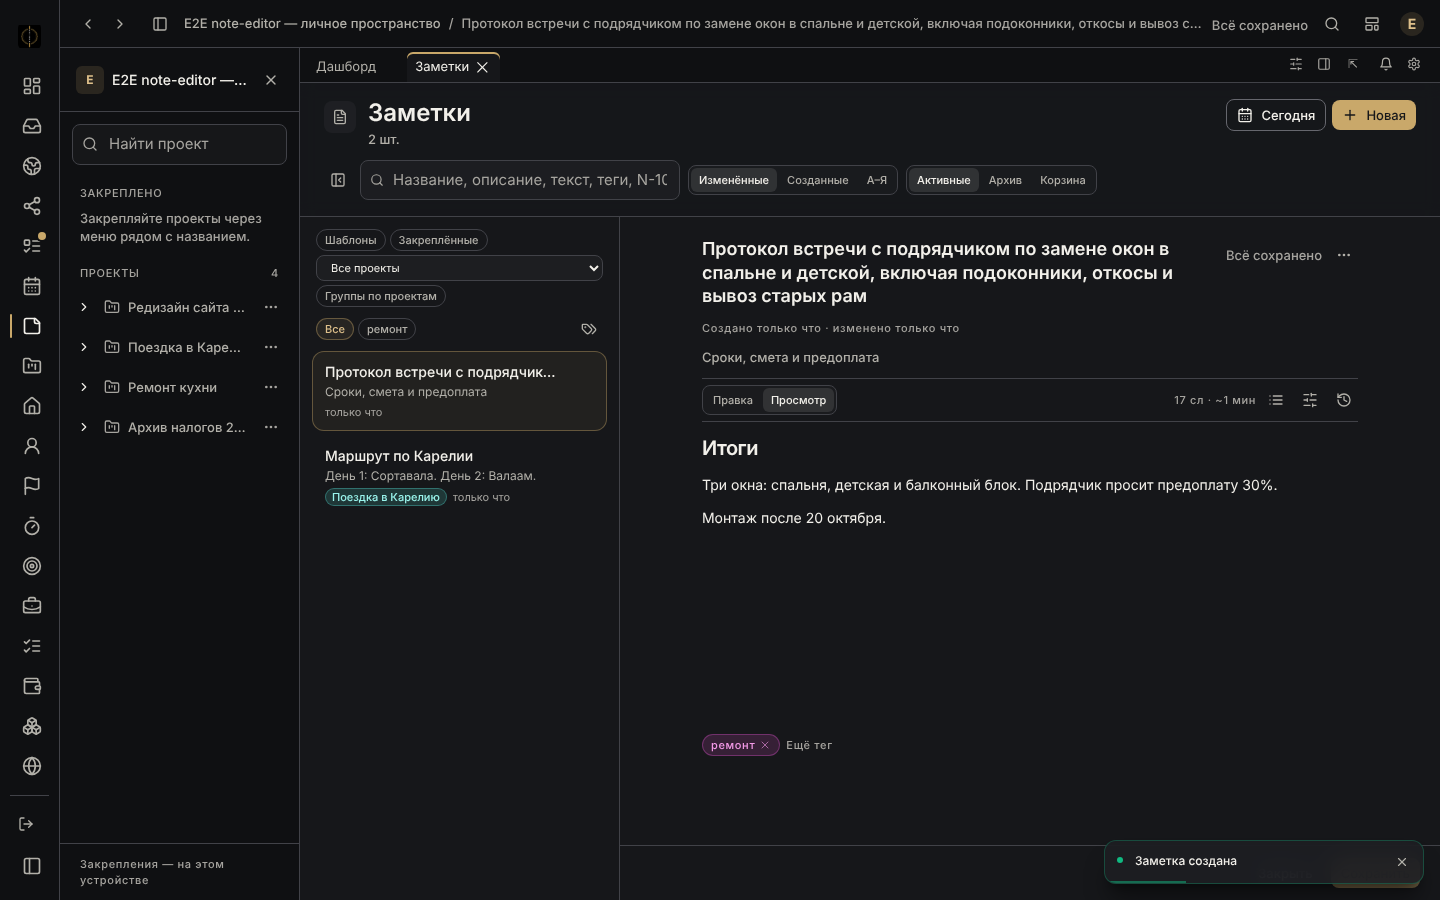 E2E note-editor — личное пространство / Протокол встречи с подрядчиком по замене окон в спальне и детской, включая подоконники, откосы и вывоз с... Всё сохранено E
E E2E note-editor —...
Найти проект
ЗАКРЕПЛЕНО
Закрепляйте проекты через
меню рядом с названием.
ПРОЕКТЫ 4
Редизайн сайта ...
Поездка в Каре...
Ремонт кухни
Архив налогов 2...
Закрепления — на этом
устройстве
Дашборд Заметки
Заметки
2 шт.
Сегодня Новая
Название, описание, текст, теги, N-10 Изменённые Созданные А–Я Активные Архив Корзина
Шаблоны Закреплённые
Все проекты
Группы по проектам
Все ремонт
Протокол встречи с подрядчик...
Сроки, смета и предоплата
только что
Маршрут по Карелии
День 1: Сортавала. День 2: Валаам.
Поездка в Карелию только что
Протокол встречи с подрядчиком по замене окон в
спальне и детской, включая подоконники, откосы и
вывоз старых рам
Всё сохранено
Создано только что · изменено только что
Сроки, смета и предоплата
Правка Просмотр 17 сл · ~1 мин
Итоги
Три окна: спальня, детская и балконный блок. Подрядчик просит предоплату 30%.
Монтаж после 20 октября.
ремонт Ещё тег
Заметка создана